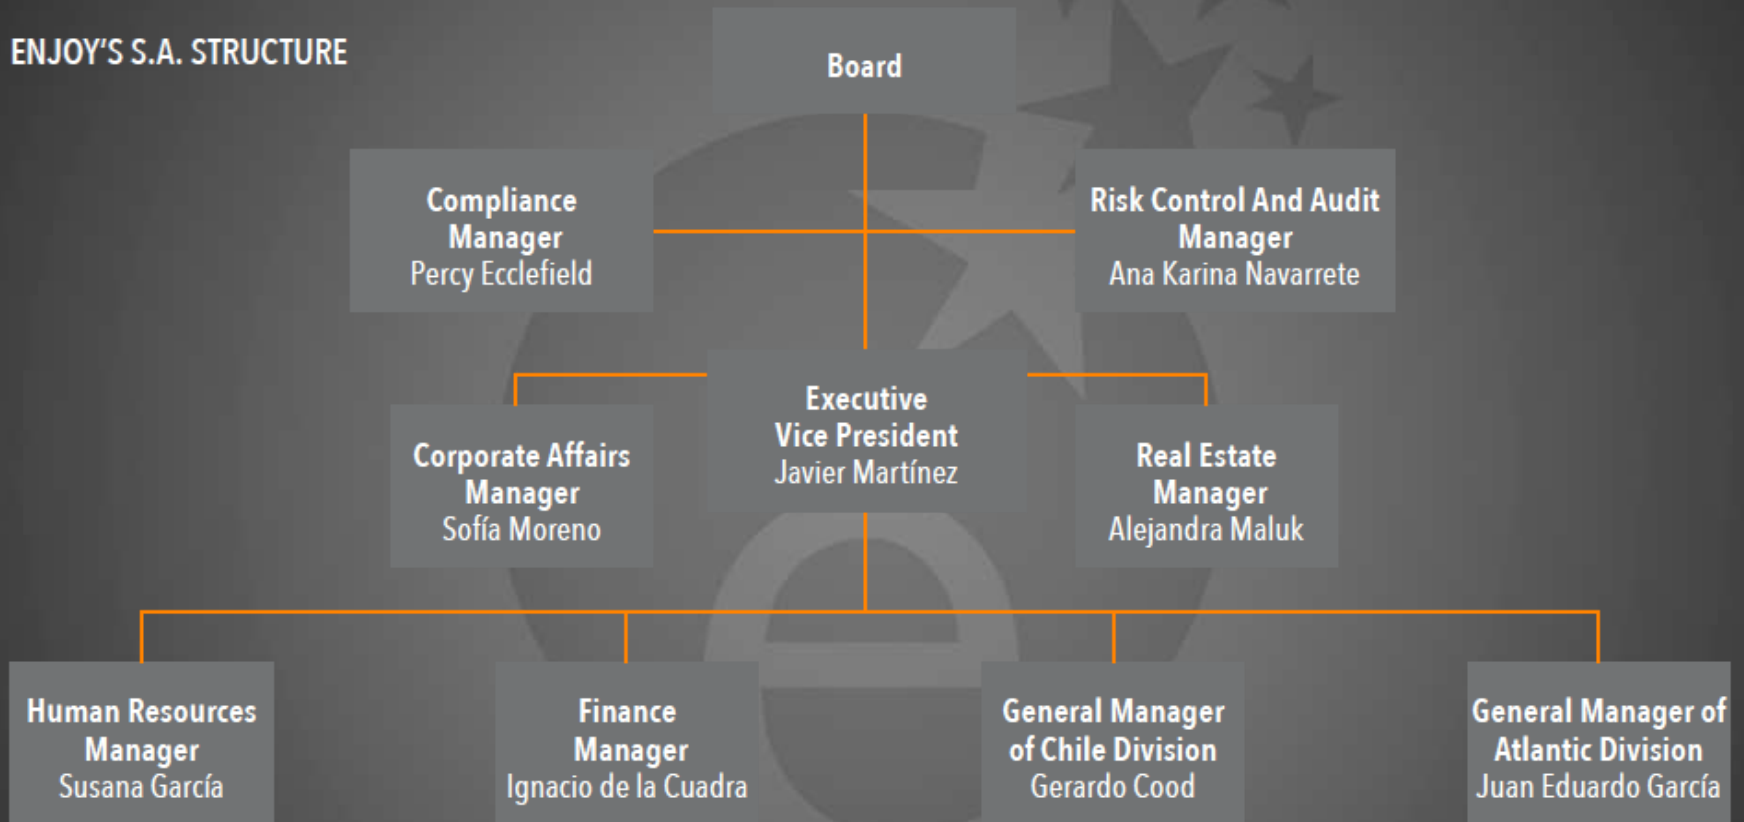 ENJOY'S S.A. STRUCTURE
Board
Compliance
Manager
Percy Ecclefield
Risk Control And Audit
Manager
Ana Karina Navarrete
Executive
Vice President
Javier Martínez
Corporate Affairs
Manager
Sofía Moreno
Real Estate
Manager
Alejandra Maluk
Human Resources
Manager
Susana García
Finance
Manager
Ignacio de la Cuadra
General Manager
of Chile Division
Gerardo Cood
General Manager of
Atlantic Division
Juan Eduardo García